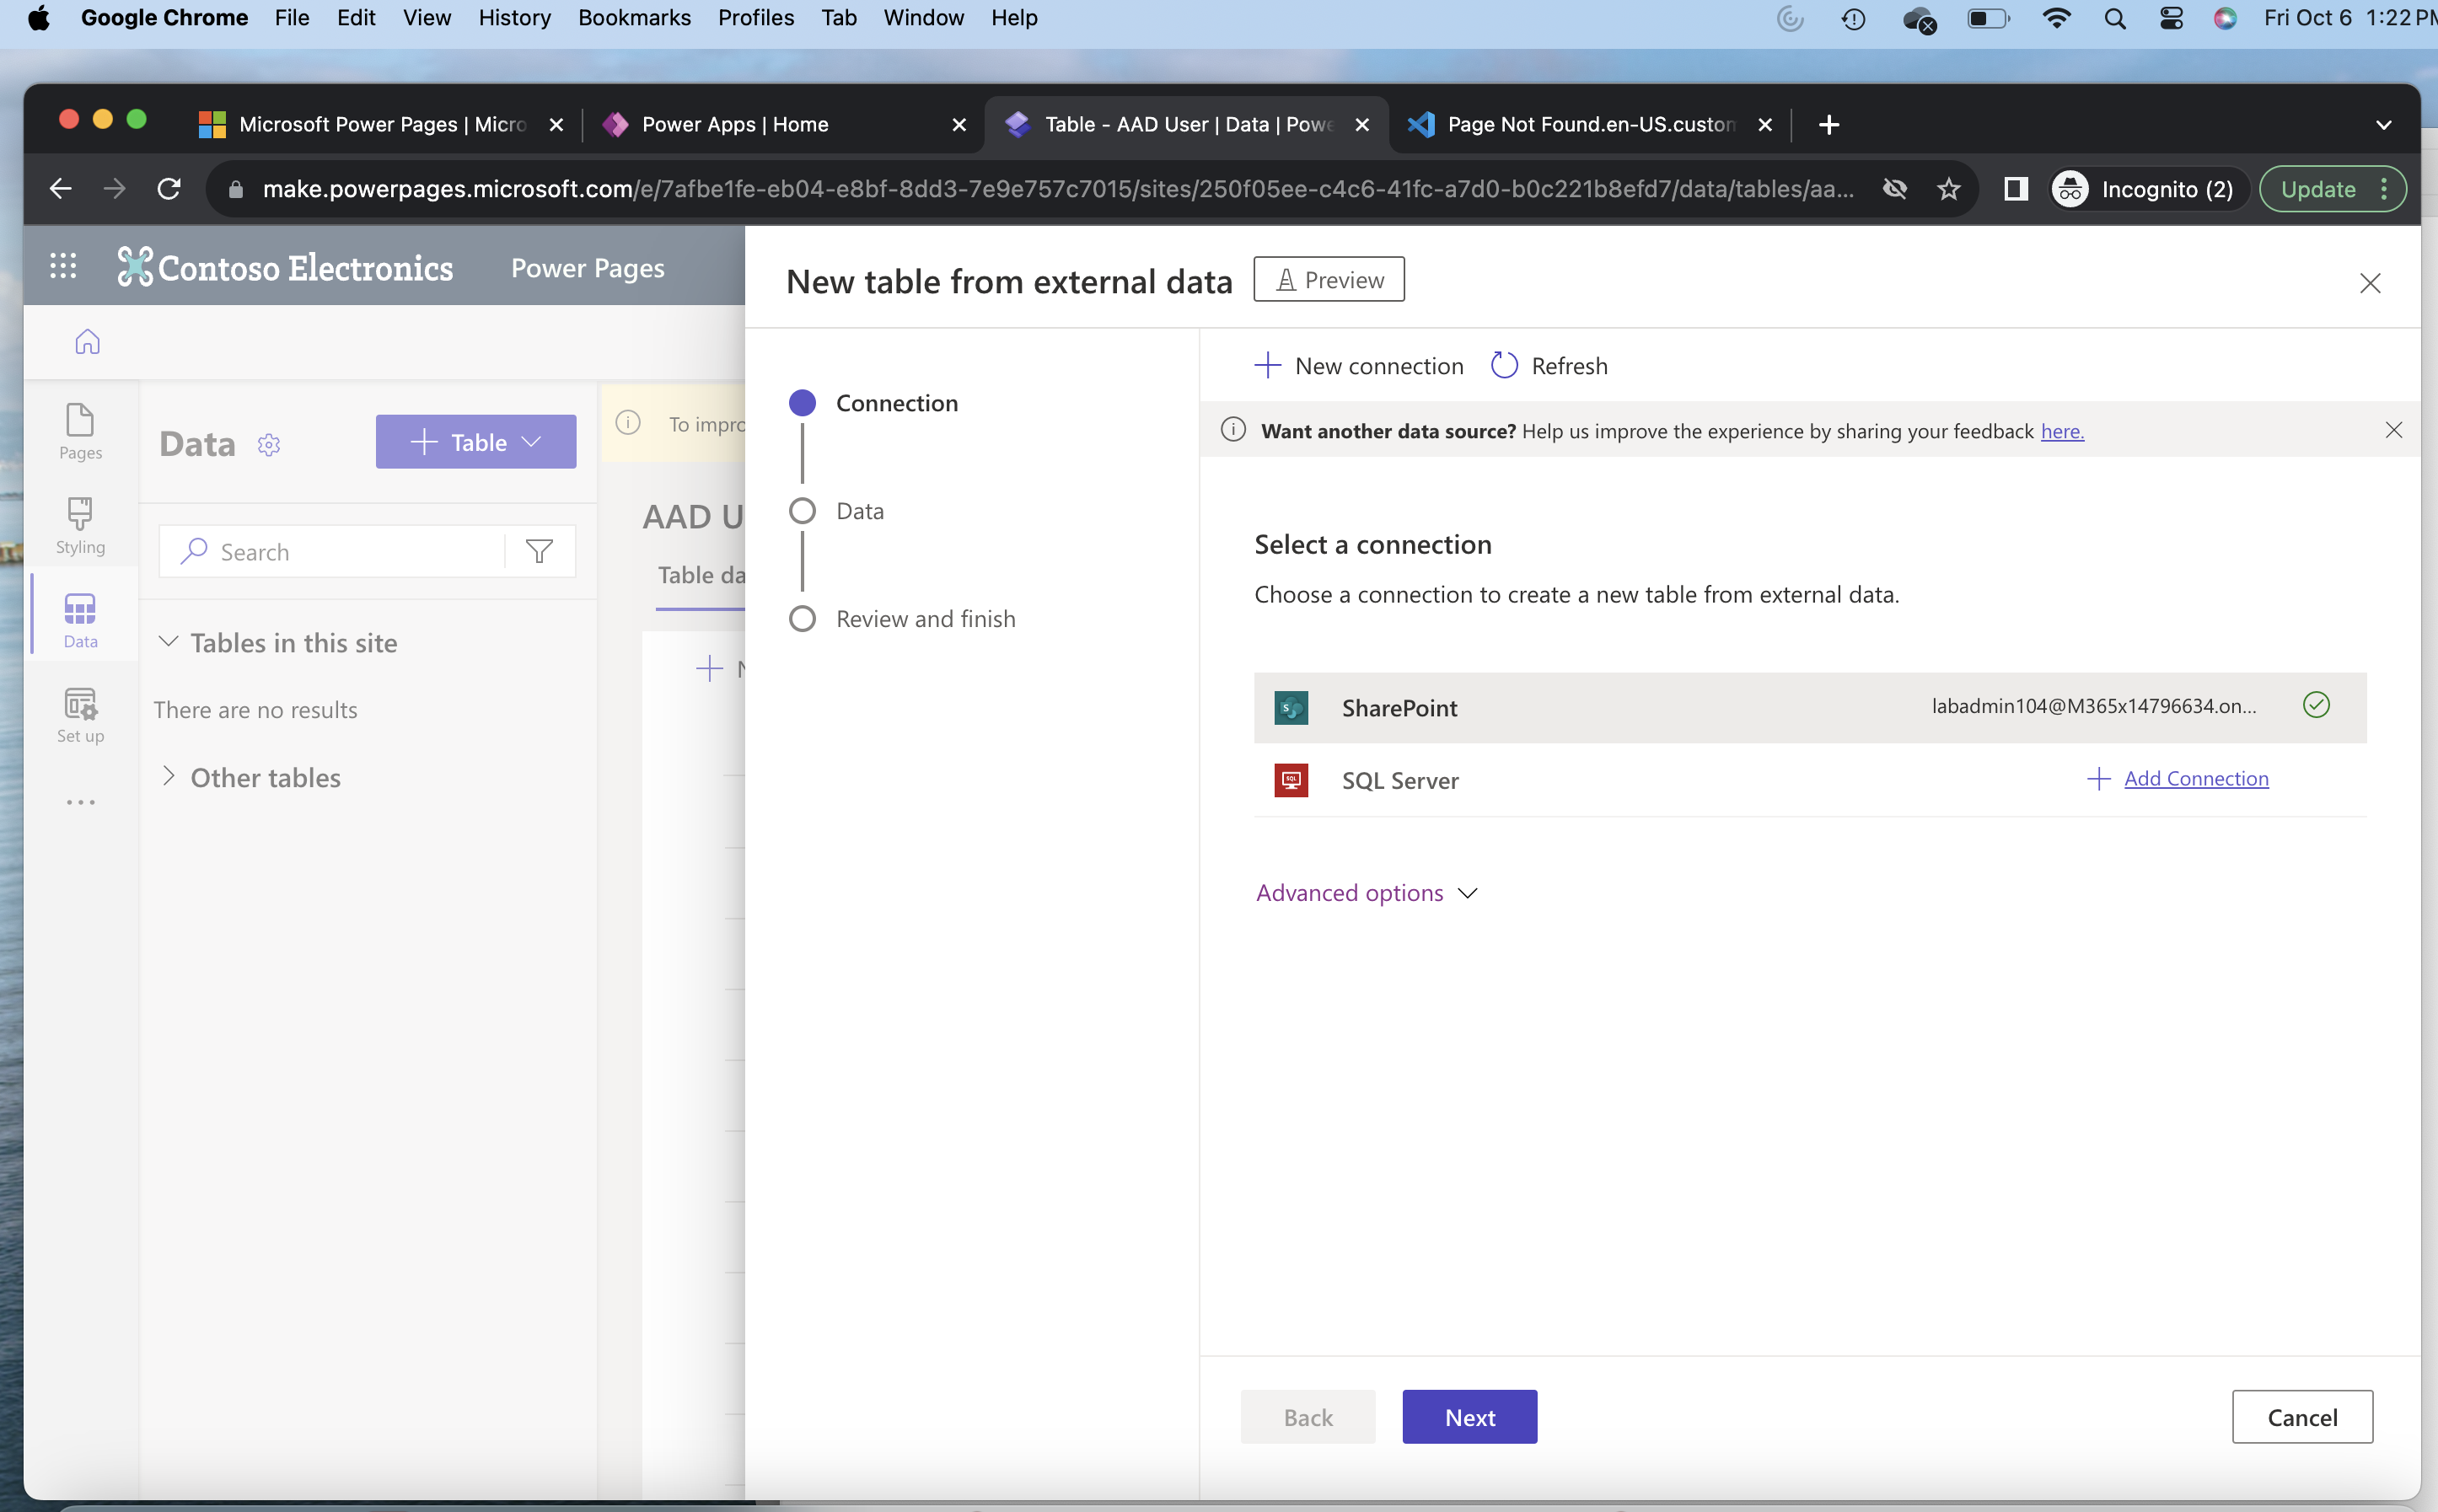 Google Chrome File Edit View History Bookmarks Profiles Tab Window Help Fri Oct 6 1:22 PM
Microsoft Power Pages | Micro
Power Apps | Home
Table - AAD User | Data | Powe
Page Not Found.en-US.custom
make.powerpages.microsoft.com/e/7afbe1fe-eb04-e8bf-8dd3-7e9e757c7015/sites/250f05ee-c4c6-41fc-a7d0-b0c221b8efd7/data/tables/aa...
Incognito (2)
Update
Contoso Electronics
Power Pages
Pages
Styling
Data
Set up
Data
Table
Search
Tables in this site
There are no results
Other tables
To impro
AAD U
Table da
New table from external data
Preview
Connection
Data
Review and finish
New connection
Refresh
Want another data source? Help us improve the experience by sharing your feedback here.
Select a connection
Choose a connection to create a new table from external data.
SharePoint
labadmin104@M365x14796634.on...
SQL Server
Add Connection
Advanced options
Back
Next
Cancel